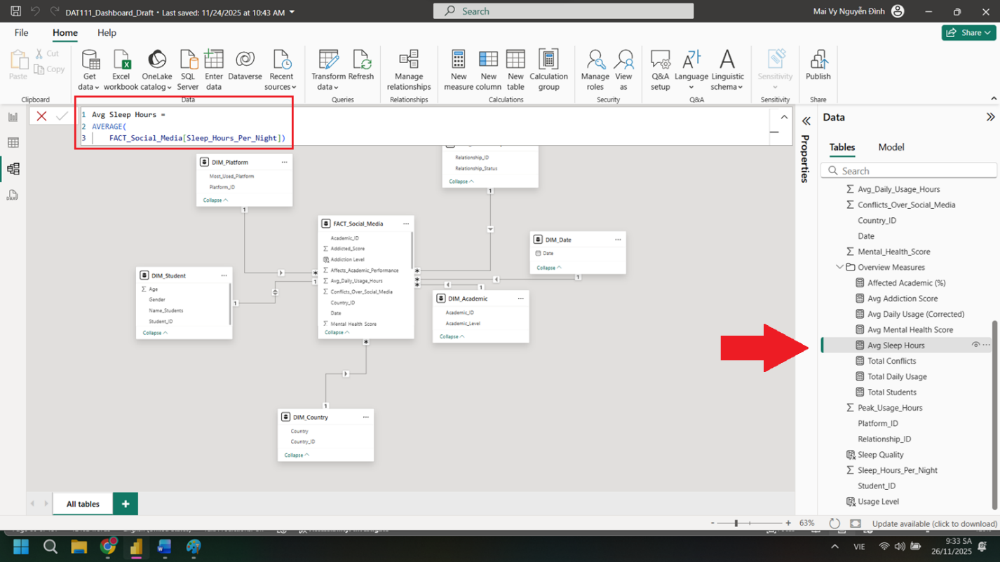 DAT111_Dashboard_Draft • Last saved: 11/24/2025 at 10:43 AM
Search
Mai Vy Nguyễn Đình
File
Home
Help
Share
Paste
Cut
Copy
Clipboard
Get data
Excel workbook
OneLake catalog
SQL Server
Enter data
Dataverse
Recent sources
Data
Transform data
Refresh
Queries
Manage relationships
Relationships
New measure
New column
New table
Calculation group
Calculations
Manage roles
View as
Security
Q&A setup
Language
Linguistic schema
Q&A
Sensitivity
Sensitivity
Publish
Share
1 Avg Sleep Hours =
2 AVERAGE(
3 FACT_Social_Media[Sleep_Hours_Per_Night])
DIM_Platform
Most_Used_Platform
Platform_ID
Collapse
1
Relationship_ID
Relationship_Status
Collapse
1
FACT_Social_Media
Academic_ID
Addicted_Score
Addiction Level
Affects_Academic_Performance
Avg_Daily_Usage_Hours
Conflicts_Over_Social_Media
Country_ID
Date
Mental Health Score
Collapse
DIM_Date
Date
Collapse
1
DIM_Student
Age
Gender
Name_Students
Student_ID
Collapse
1
1
DIM_Academic
Academic_ID
Academic_Level
Collapse
1
DIM_Country
Country
Country_ID
Collapse
1
Properties
Data
Tables
Model
Search
Avg_Daily_Usage_Hours
Conflicts_Over_Social_Media
Country_ID
Date
Mental_Health_Score
Overview Measures
Affected Academic (%)
Avg Addiction Score
Avg Daily Usage (Corrected)
Avg Mental Health Score
Avg Sleep Hours
Total Conflicts
Total Daily Usage
Total Students
Peak_Usage_Hours
Platform_ID
Relationship_ID
Sleep Quality
Sleep_Hours_Per_Night
Student_ID
Usage Level
All tables
63%
Update available (click to download)
VIE
9:33 SA
26/11/2025